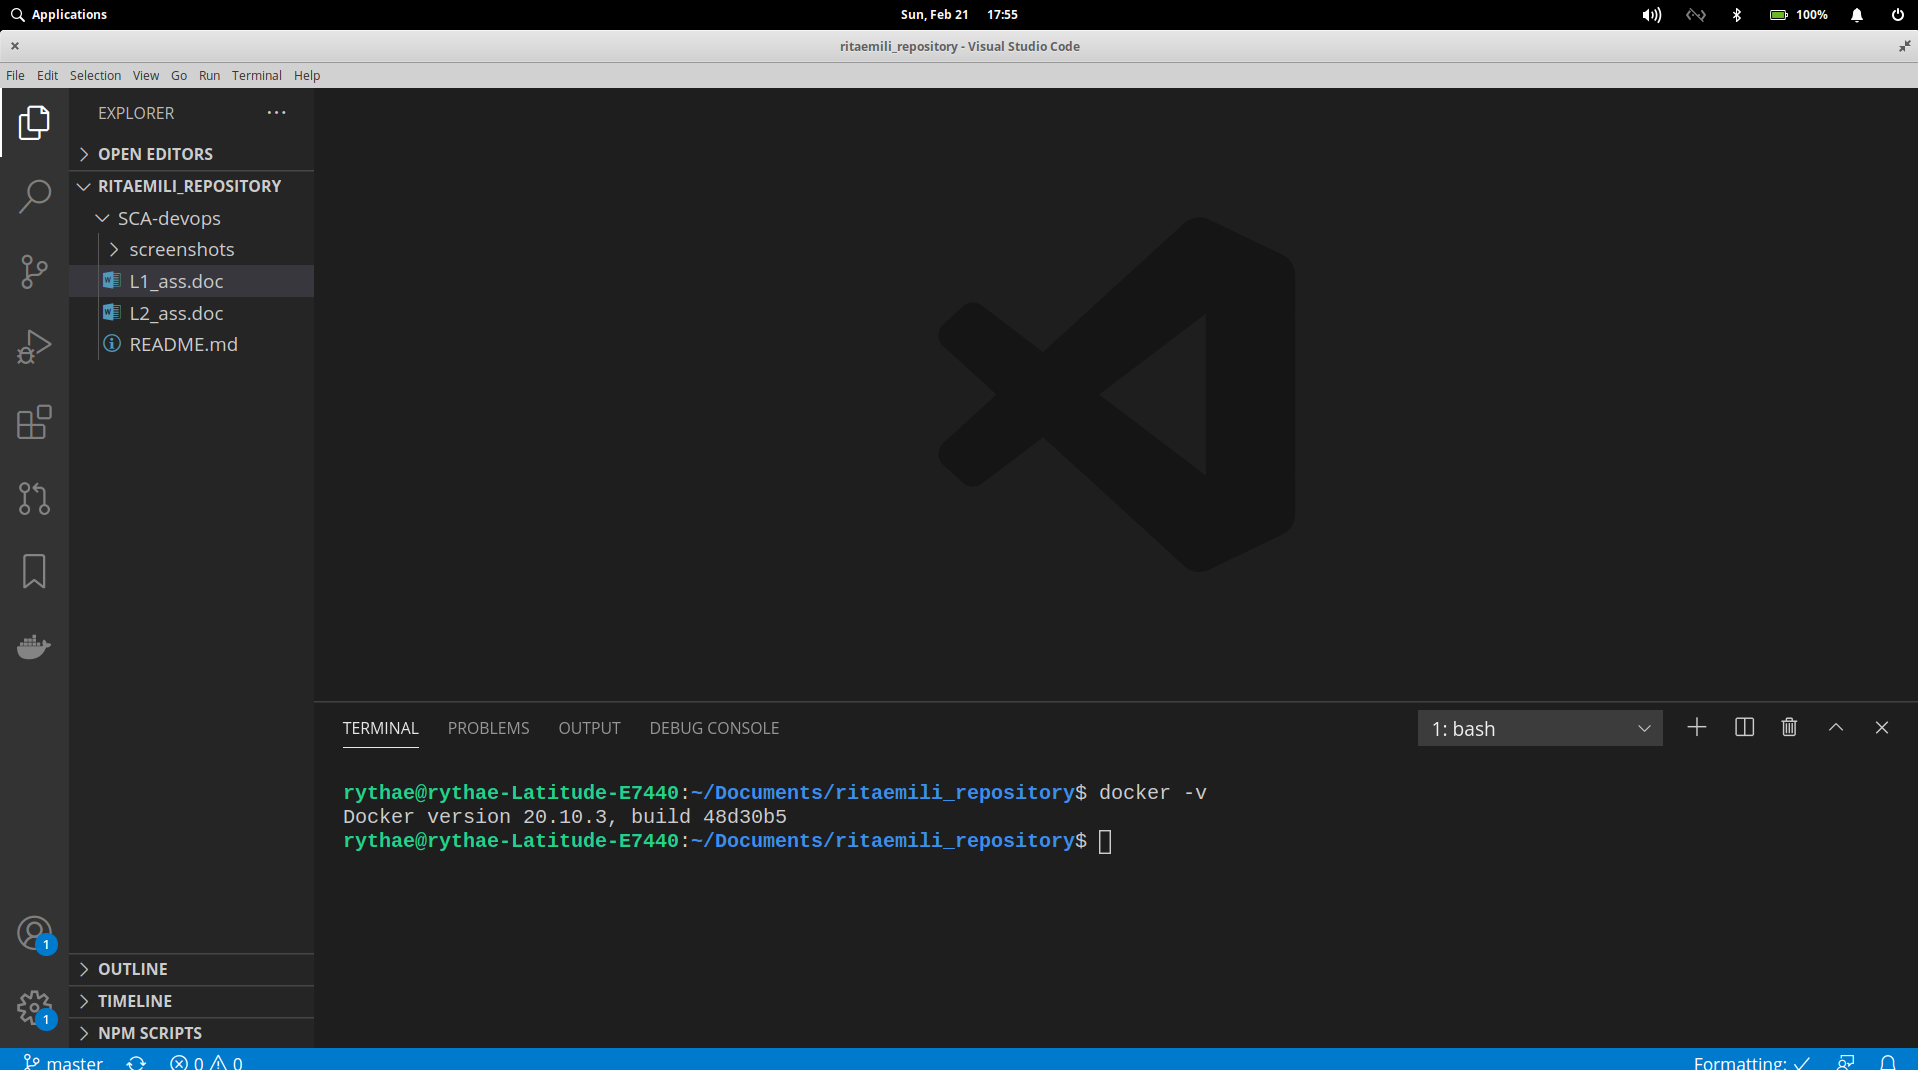 Applications
Sun, Feb 21 17:55
100%
ritaemili_repository - Visual Studio Code
File Edit Selection View Go Run Terminal Help
EXPLORER
OPEN EDITORS
RITAEMILI_REPOSITORY
SCA-devops
screenshots
L1_ass.doc
L2_ass.doc
README.md
TERMINAL PROBLEMS OUTPUT DEBUG CONSOLE
1: bash
rythae@rythae-Latitude-E7440:~/Documents/ritaemili_repository$ docker -v
Docker version 20.10.3, build 48d30b5
rythae@rythae-Latitude-E7440:~/Documents/ritaemili_repository$
1
OUTLINE
1
TIMELINE
NPM SCRIPTS
master 0 0
Formatting: